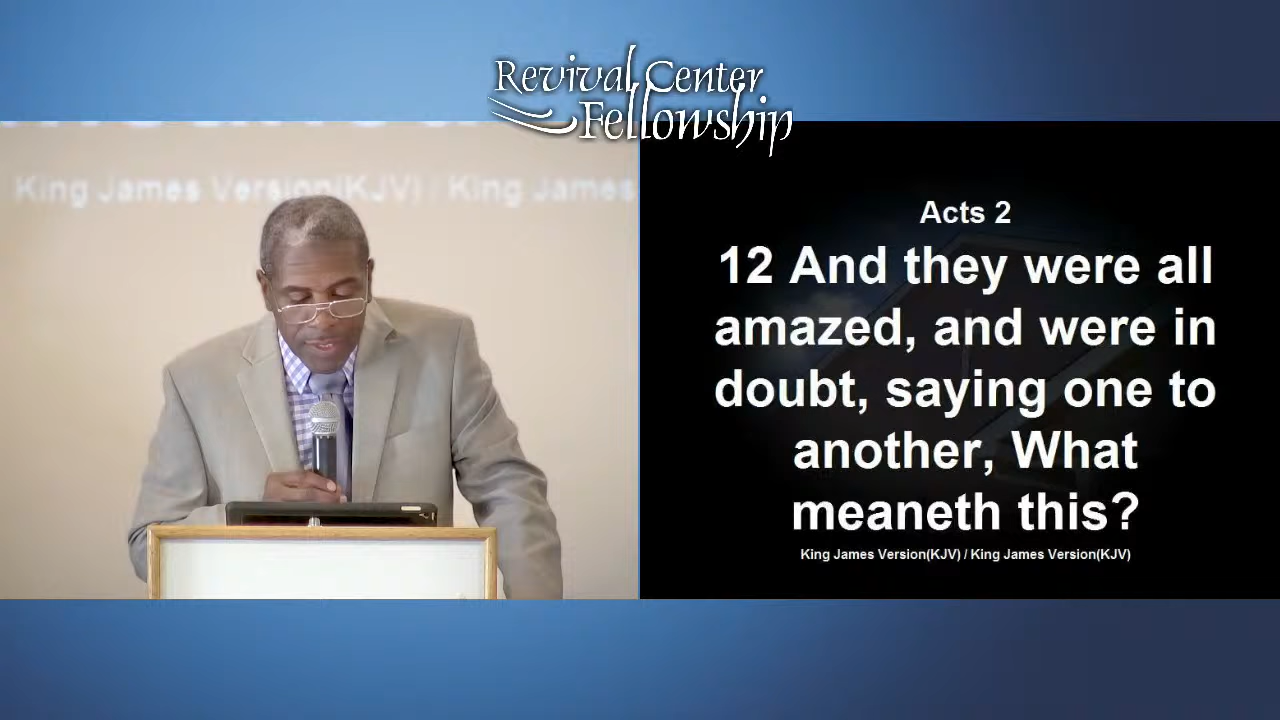 Revival Center
Fellowship
King James Version(KJV) / King James
Acts 2
12 And they were all
amazed, and were in
doubt, saying one to
another, What
meaneth this?
King James Version(KJV) / King James Version(KJV)